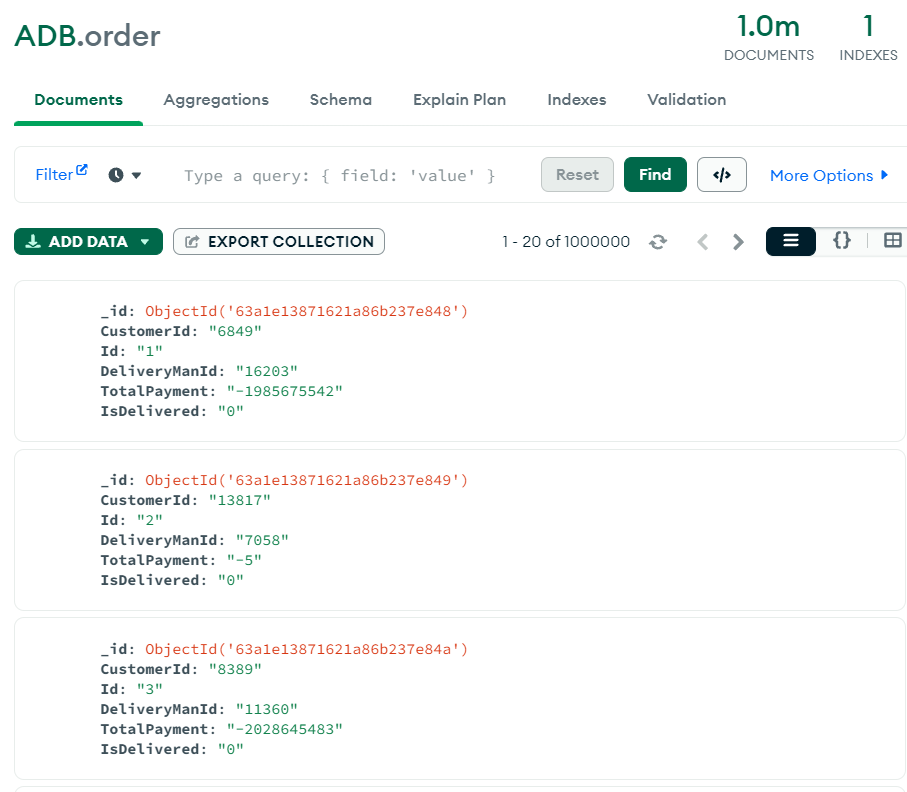 ADB.order
1.0m
DOCUMENTS
1
INDEXES
Documents Aggregations Schema Explain Plan Indexes Validation
Filter Type a query: { field: 'value' } Reset Find </> More Options
ADD DATA EXPORT COLLECTION 1 - 20 of 1000000 {}
_id: ObjectId('63a1e13871621a86b237e848')
CustomerId: "6849"
Id: "1"
DeliveryManId: "16203"
TotalPayment: "-1985675542"
IsDelivered: "0"
_id: ObjectId('63a1e13871621a86b237e849')
CustomerId: "13817"
Id: "2"
DeliveryManId: "7058"
TotalPayment: "-5"
IsDelivered: "0"
_id: ObjectId('63a1e13871621a86b237e84a')
CustomerId: "8389"
Id: "3"
DeliveryManId: "11360"
TotalPayment: "-2028645483"
IsDelivered: "0"